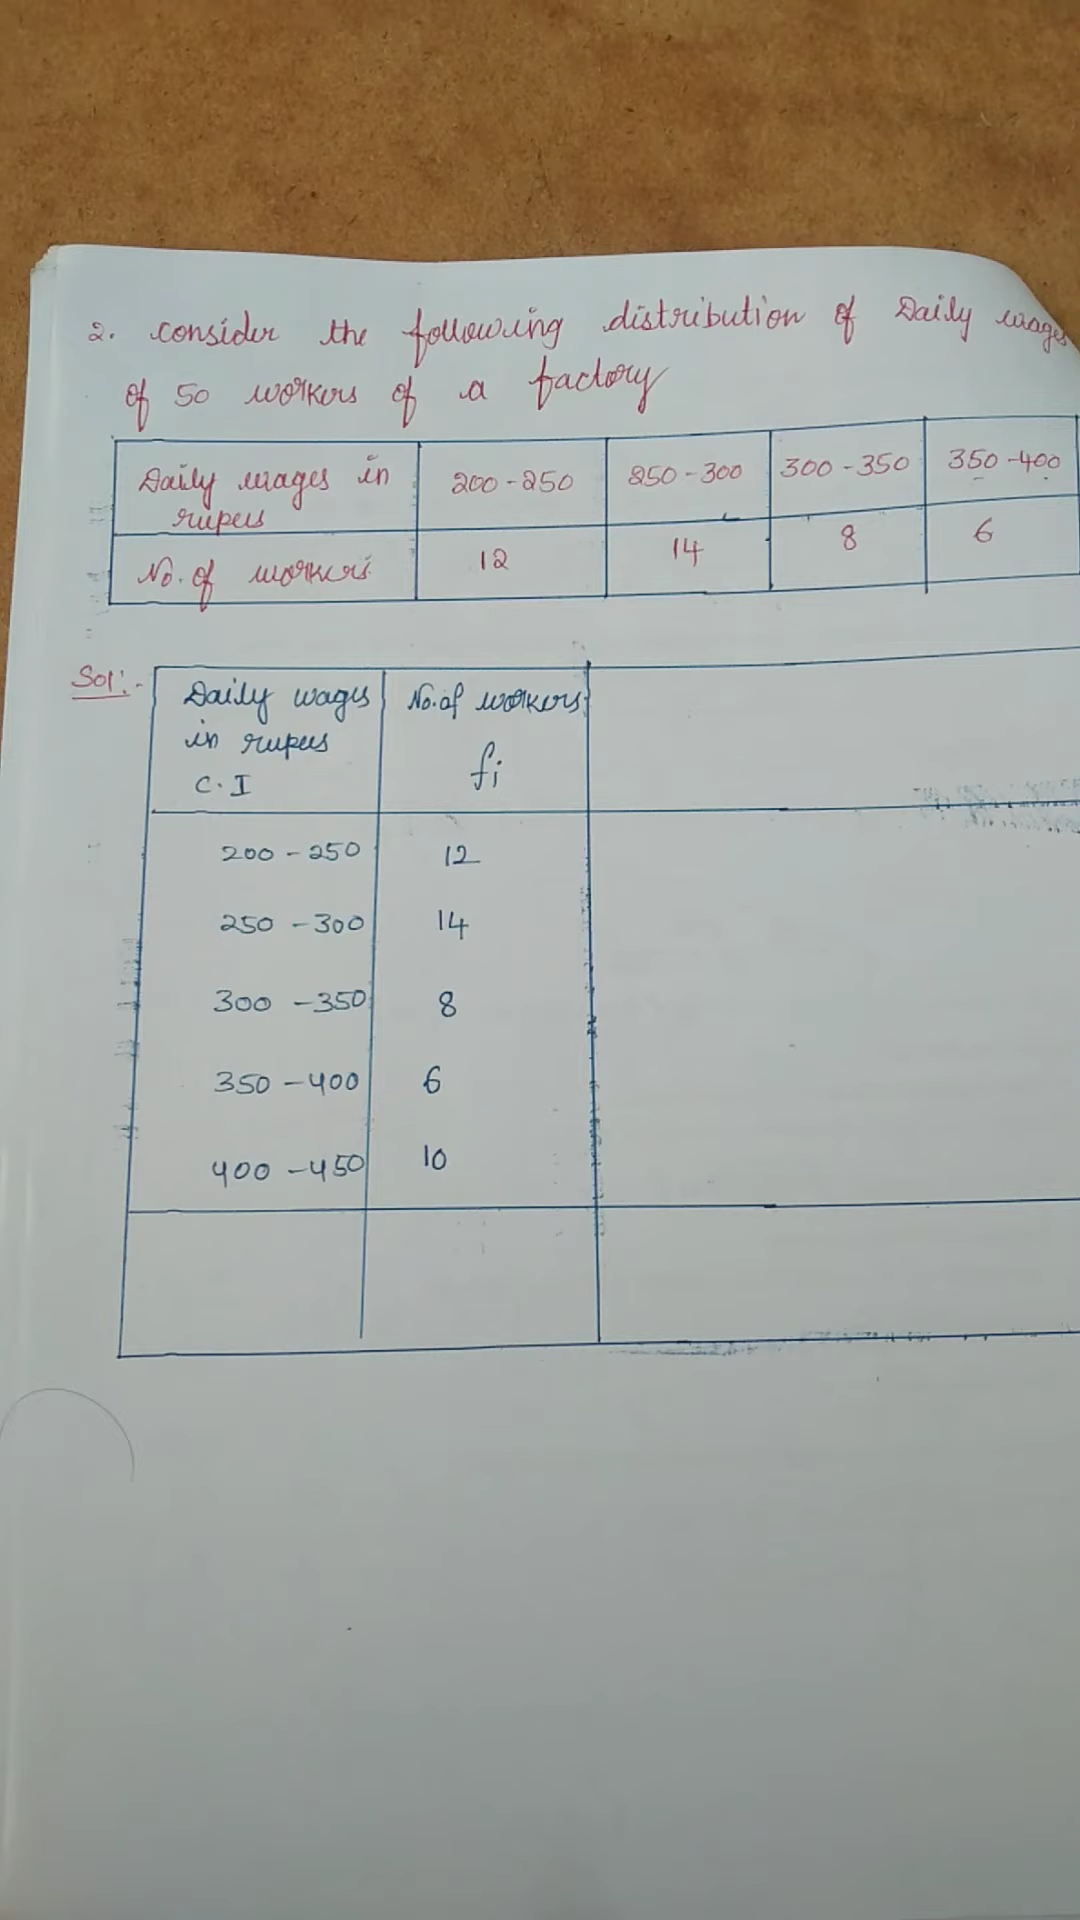 2. consider the following distribution of Daily wages
of 50 workers of a factory
Daily wages in rupees 200-250 250-300 300-350 350-400
No. of workers 12 14 8 6
Sol:-
Daily wages in rupees C.I No. of workers fi
200-250 12
250-300 14
300-350 8
350-400 6
400-450 10